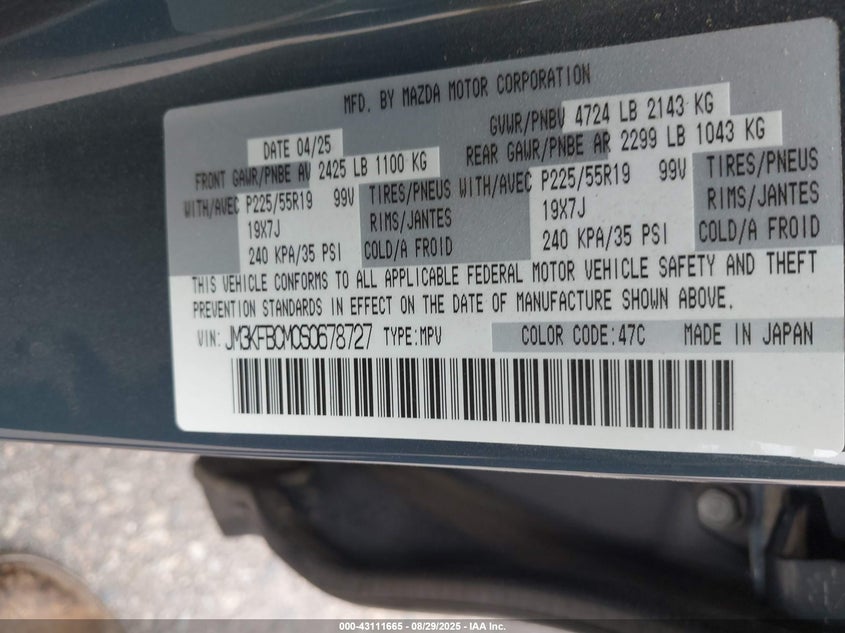 MFD. BY MAZDA MOTOR CORPORATION
DATE 04/25
GVWR/PNBV 4724 LB 2143 KG
FRONT GAWR/PNBE AV 2425 LB 1100 KG
REAR GAWR/PNBE AR 2299 LB 1043 KG
WITH/AVEC P225/55R19 99V TIRES/PNEUS
19X7J RIMS/JANTES
240 KPA/35 PSI COLD/A FROID
WITH/AVEC P225/55R19 99V TIRES/PNEUS
19X7J RIMS/JANTES
240 KPA/35 PSI COLD/A FROID
THIS VEHICLE CONFORMS TO ALL APPLICABLE FEDERAL MOTOR VEHICLE SAFETY AND THEFT
PREVENTION STANDARDS IN EFFECT ON THE DATE OF MANUFACTURE SHOWN ABOVE.
VIN: JM3KFBCM0S0678727 TYPE:MPV COLOR CODE:47C MADE IN JAPAN
000-43111665 - 08/29/2025 - IAA Inc.